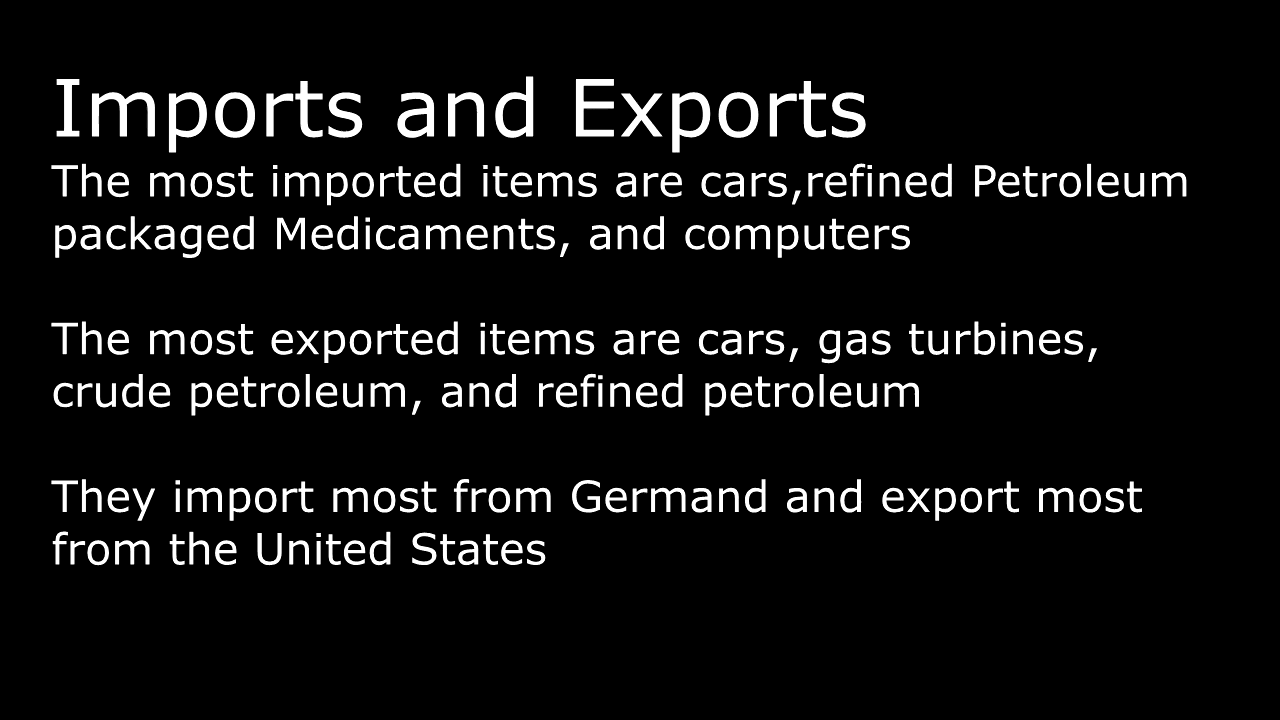 Imports and Exports
The most imported items are cars,refined Petroleum
packaged Medicaments, and computers
The most exported items are cars, gas turbines,
crude petroleum, and refined petroleum
They import most from Germand and export most
from the United States